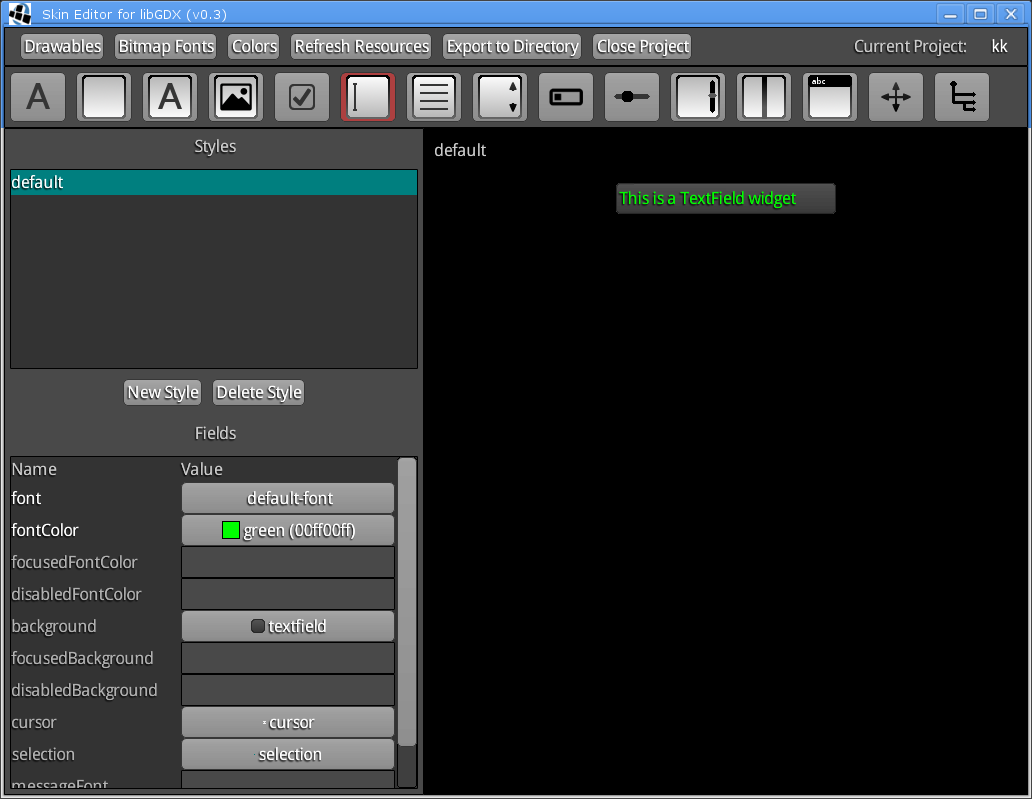 Skin Editor for libGDX (v0.3)
Drawables Bitmap Fonts Colors Refresh Resources Export to Directory Close Project Current Project: kk
A A abc
Styles
default
default
This is a TextField widget
New Style Delete Style
Fields
Name Value
font default-font
fontColor green (00ff00ff)
focusedFontColor
disabledFontColor
background textfield
focusedBackground
disabledBackground
cursor cursor
selection selection
messageFont